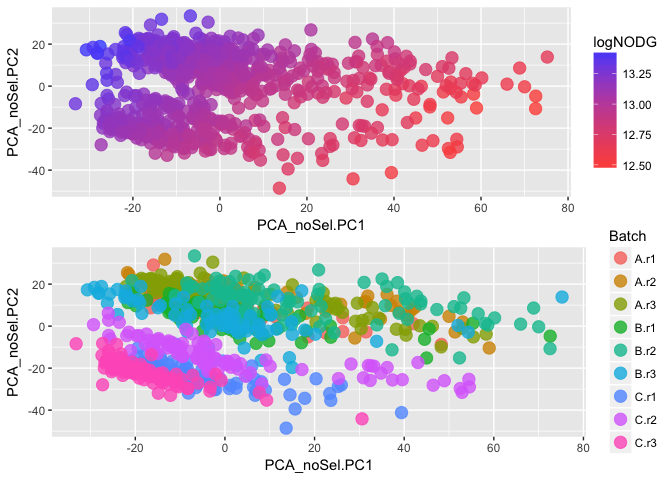 PCA_noSel.PC2
20
0
-20
-40
-20
0
20
40
60
80
PCA_noSel.PC1
logNODG
13.25
13.00
12.75
12.50
PCA_noSel.PC2
20
0
-20
-40
-20
0
20
40
60
80
PCA_noSel.PC1
Batch
A.r1
A.r2
A.r3
B.r1
B.r2
B.r3
C.r1
C.r2
C.r3